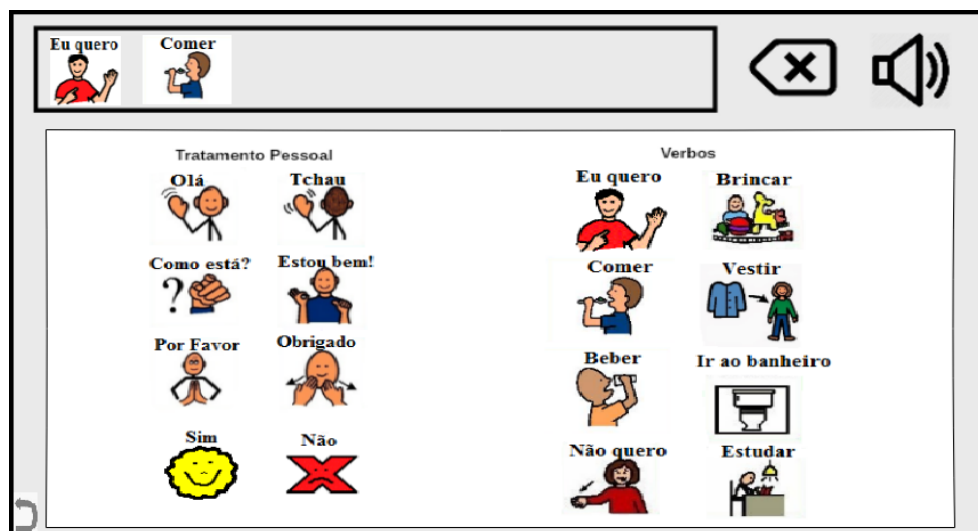 Eu quero
Comer
Tratamento Pessoal
Olá
Tchau
Como está?
Estou bem!
Por Favor
Obrigado
Sim
Não
Verbos
Eu quero
Brincar
Comer
Vestir
Beber
Ir ao banheiro
Não quero
Estudar